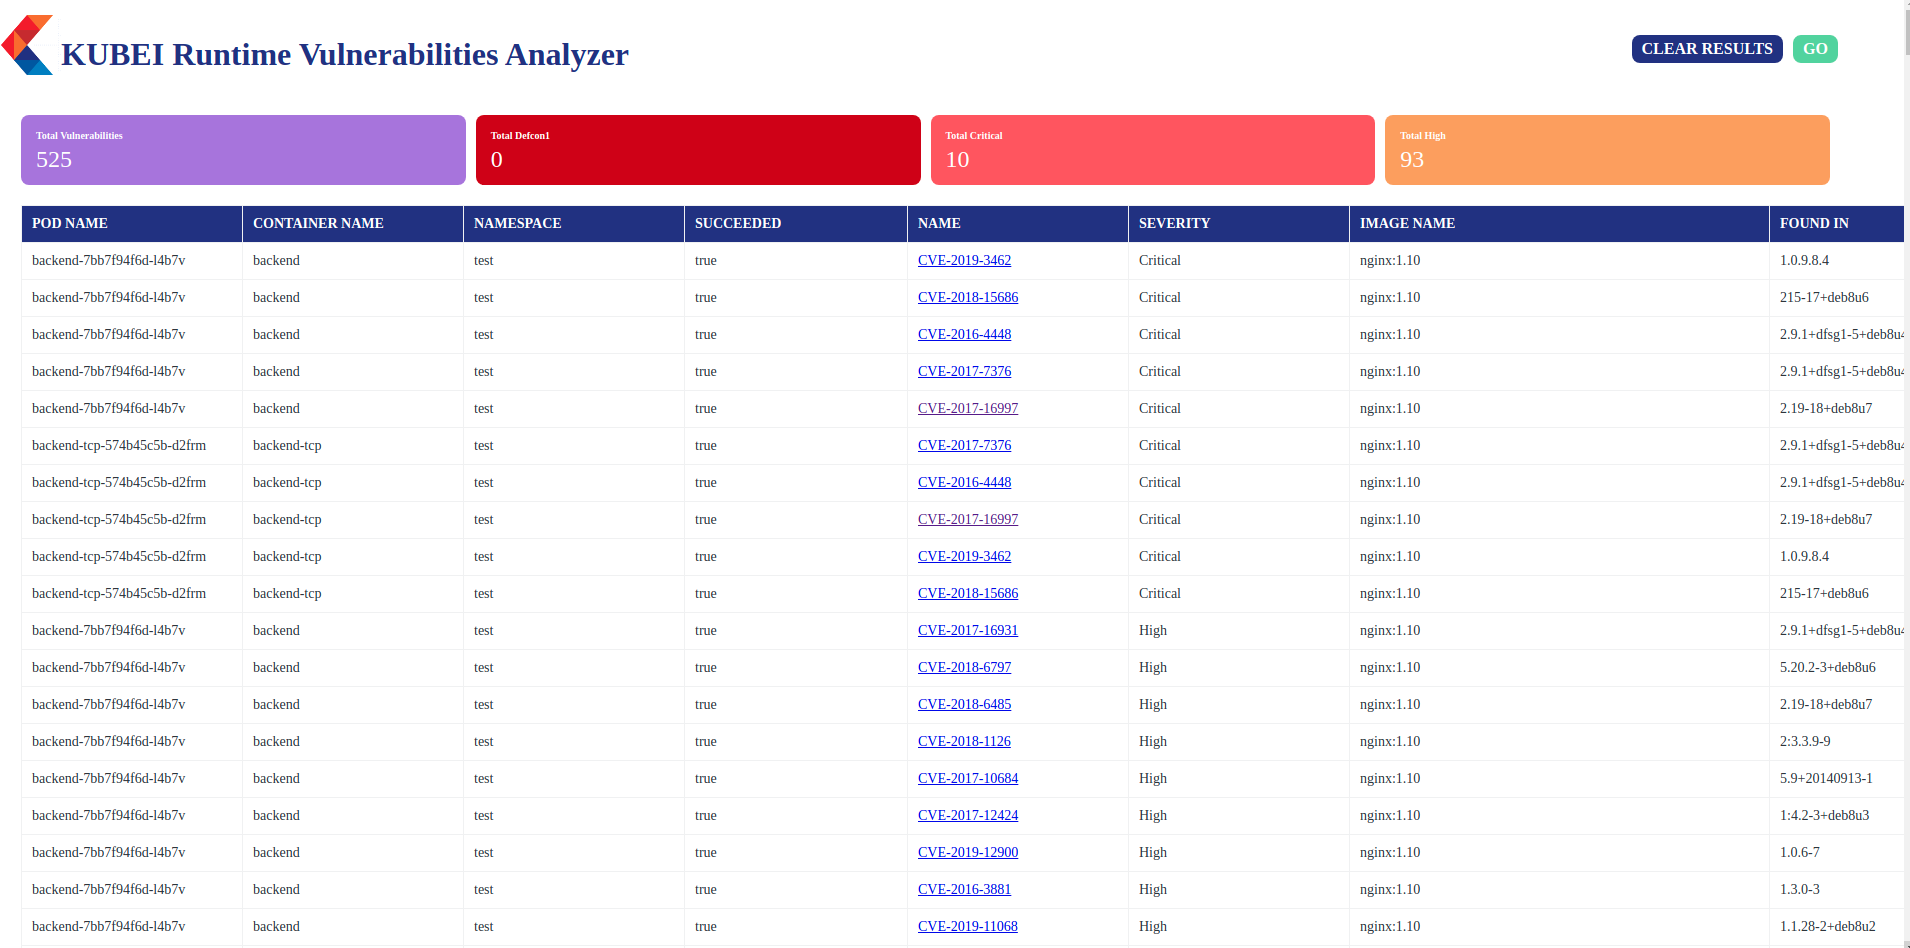 KUBEI Runtime Vulnerabilities Analyzer
CLEAR RESULTS GO
Total Vulnerabilities Total Defcon1 Total Critical Total High
525 0 10 93
POD NAME CONTAINER NAME NAMESPACE SUCCEEDED NAME SEVERITY IMAGE NAME FOUND IN
backend-7bb7f94f6d-l4b7v backend test true CVE-2019-3462 Critical nginx:1.10 1.0.9.8.4
backend-7bb7f94f6d-l4b7v backend test true CVE-2018-15686 Critical nginx:1.10 215-17+deb8u6
backend-7bb7f94f6d-l4b7v backend test true CVE-2016-4448 Critical nginx:1.10 2.9.1+dfsg1-5+deb8u4
backend-7bb7f94f6d-l4b7v backend test true CVE-2017-7376 Critical nginx:1.10 2.9.1+dfsg1-5+deb8u4
backend-7bb7f94f6d-l4b7v backend test true CVE-2017-16997 Critical nginx:1.10 2.19-18+deb8u7
backend-tcp-574b45c5b-d2frm backend-tcp test true CVE-2017-7376 Critical nginx:1.10 2.9.1+dfsg1-5+deb8u4
backend-tcp-574b45c5b-d2frm backend-tcp test true CVE-2016-4448 Critical nginx:1.10 2.9.1+dfsg1-5+deb8u4
backend-tcp-574b45c5b-d2frm backend-tcp test true CVE-2017-16997 Critical nginx:1.10 2.19-18+deb8u7
backend-tcp-574b45c5b-d2frm backend-tcp test true CVE-2019-3462 Critical nginx:1.10 1.0.9.8.4
backend-tcp-574b45c5b-d2frm backend-tcp test true CVE-2018-15686 Critical nginx:1.10 215-17+deb8u6
backend-7bb7f94f6d-l4b7v backend test true CVE-2017-16931 High nginx:1.10 2.9.1+dfsg1-5+deb8u4
backend-7bb7f94f6d-l4b7v backend test true CVE-2018-6797 High nginx:1.10 5.20.2-3+deb8u6
backend-7bb7f94f6d-l4b7v backend test true CVE-2018-6485 High nginx:1.10 2.19-18+deb8u7
backend-7bb7f94f6d-l4b7v backend test true CVE-2018-1126 High nginx:1.10 2:3.3.9-9
backend-7bb7f94f6d-l4b7v backend test true CVE-2017-10684 High nginx:1.10 5.9+20140913-1
backend-7bb7f94f6d-l4b7v backend test true CVE-2017-12424 High nginx:1.10 1:4.2-3+deb8u3
backend-7bb7f94f6d-l4b7v backend test true CVE-2019-12900 High nginx:1.10 1.0.6-7
backend-7bb7f94f6d-l4b7v backend test true CVE-2016-3881 High nginx:1.10 1.3.0-3
backend-7bb7f94f6d-l4b7v backend test true CVE-2019-11068 High nginx:1.10 1.1.28-2+deb8u2